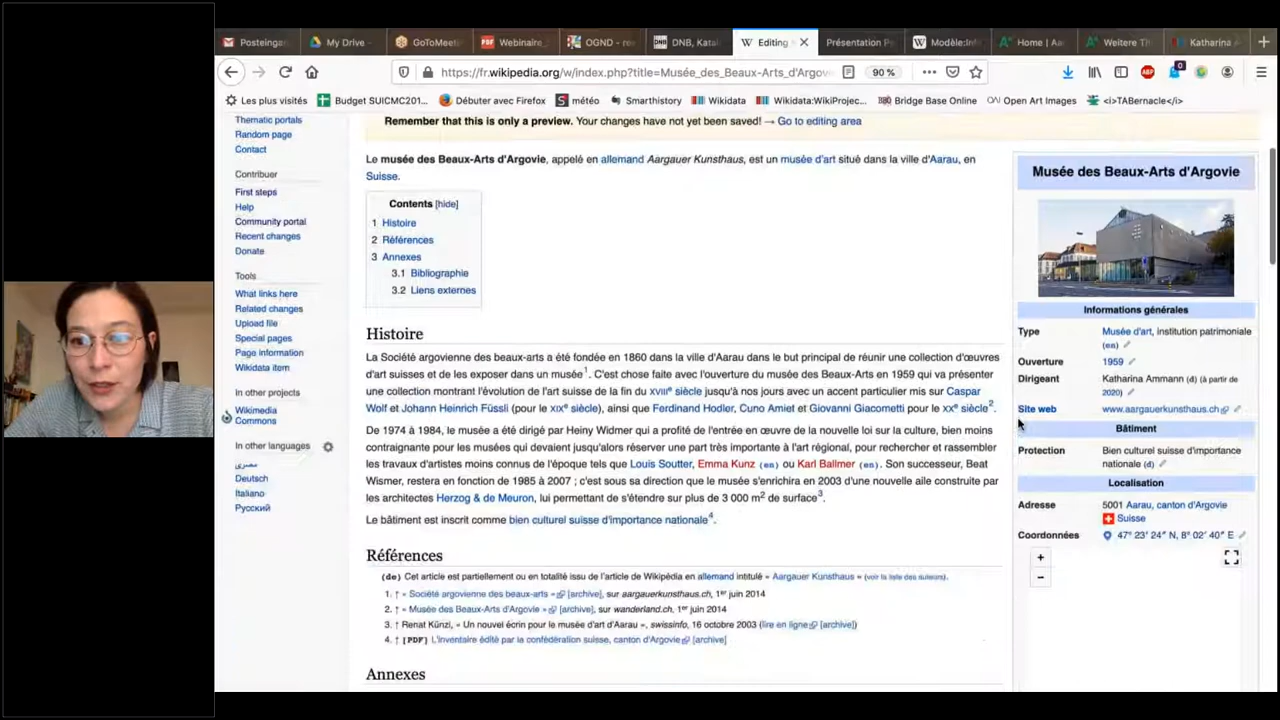 Posteingan
My Drive -
GoToMeeti
Webinaire_
OGND - res
DNB, Katal
Editing
Présentation Po
Modèle:Inf
Home | Aar
Weitere Th
Katharina A
https://fr.wikipedia.org/w/index.php?title=Musée_des_Beaux-Arts_d'Argov
90 %
0
Les plus visités
Budget SUICMC201...
Débuter avec Firefox
météo
Smarthistory
Wikidata
Wikidata:WikiProjec...
Bridge Base Online
Open Art Images
<i>TABernacle</i>
Thematic portals
Random page
Contact
Contribuer
First steps
Help
Community portal
Recent changes
Donate
Tools
What links here
Related changes
Upload file
Special pages
Page information
Wikidata item
In other projects
Wikimedia
Commons
In other languages
مصرى
Deutsch
Italiano
Русский
Remember that this is only a preview. Your changes have not yet been saved! → Go to editing area
Le musée des Beaux-Arts d'Argovie, appelé en allemand Aargauer Kunsthaus, est un musée d'art situé dans la ville d'Aarau, en
Suisse.
Contents [hide]
1 Histoire
2 Références
3 Annexes
3.1 Bibliographie
3.2 Liens externes
Histoire
La Société argovienne des beaux-arts a été fondée en 1860 dans la ville d'Aarau dans le but principal de réunir une collection d'œuvres
d'art suisses et de les exposer dans un musée1. C'est chose faite avec l'ouverture du musée des Beaux-Arts en 1959 qui va présenter
une collection montrant l'évolution de l'art suisse de la fin du XVIIIe siècle jusqu'à nos jours avec un accent particulier mis sur Caspar
Wolf et Johann Heinrich Füssli (pour le XIXe siècle), ainsi que Ferdinand Hodler, Cuno Amiet et Giovanni Giacometti pour le XXe siècle2.
De 1974 à 1984, le musée a été dirigé par Heiny Widmer qui a profité de l'entrée en œuvre de la nouvelle loi sur la culture, bien moins
contraignante pour les musées qui devaient jusqu'alors réserver une part très importante à l'art régional, pour rechercher et rassembler
les travaux d'artistes moins connus de l'époque tels que Louis Soutter, Emma Kunz (en) ou Karl Ballmer (en). Son successeur, Beat
Wismer, restera en fonction de 1985 à 2007 ; c'est sous sa direction que le musée s'enrichira en 2003 d'une nouvelle aile construite par
les architectes Herzog & de Meuron, lui permettant de s'étendre sur plus de 3 000 m2 de surface3.
Le bâtiment est inscrit comme bien culturel suisse d'importance nationale4.
Références
(de) Cet article est partiellement ou en totalité issu de l'article de Wikipédia en allemand intitulé « Aargauer Kunsthaus » (voir la liste des auteurs).
1. ↑ « Société argovienne des beaux-arts » [archive], sur aargauerkunsthaus.ch, 1er juin 2014
2. ↑ « Musée des Beaux-Arts d'Argovie » [archive], sur wanderland.ch, 1er juin 2014
3. ↑ Renat Künzi, « Un nouvel écrin pour le musée d'art d'Aarau », swissinfo, 16 octobre 2003 (lire en ligne [archive])
4. ↑ [PDF] L'inventaire édité par la confédération suisse, canton d'Argovie [archive]
Annexes
Musée des Beaux-Arts d'Argovie
Informations générales
Type Musée d'art, institution patrimoniale
(en)
Ouverture 1959
Dirigeant Katharina Ammann (d) (à partir de
2020)
Site web www.aargauerkunsthaus.ch
Bâtiment
Protection Bien culturel suisse d'importance
nationale (d)
Localisation
Adresse 5001 Aarau, canton d'Argovie
Suisse
Coordonnées 47° 23′ 24″ N, 8° 02′ 40″ E
+
−